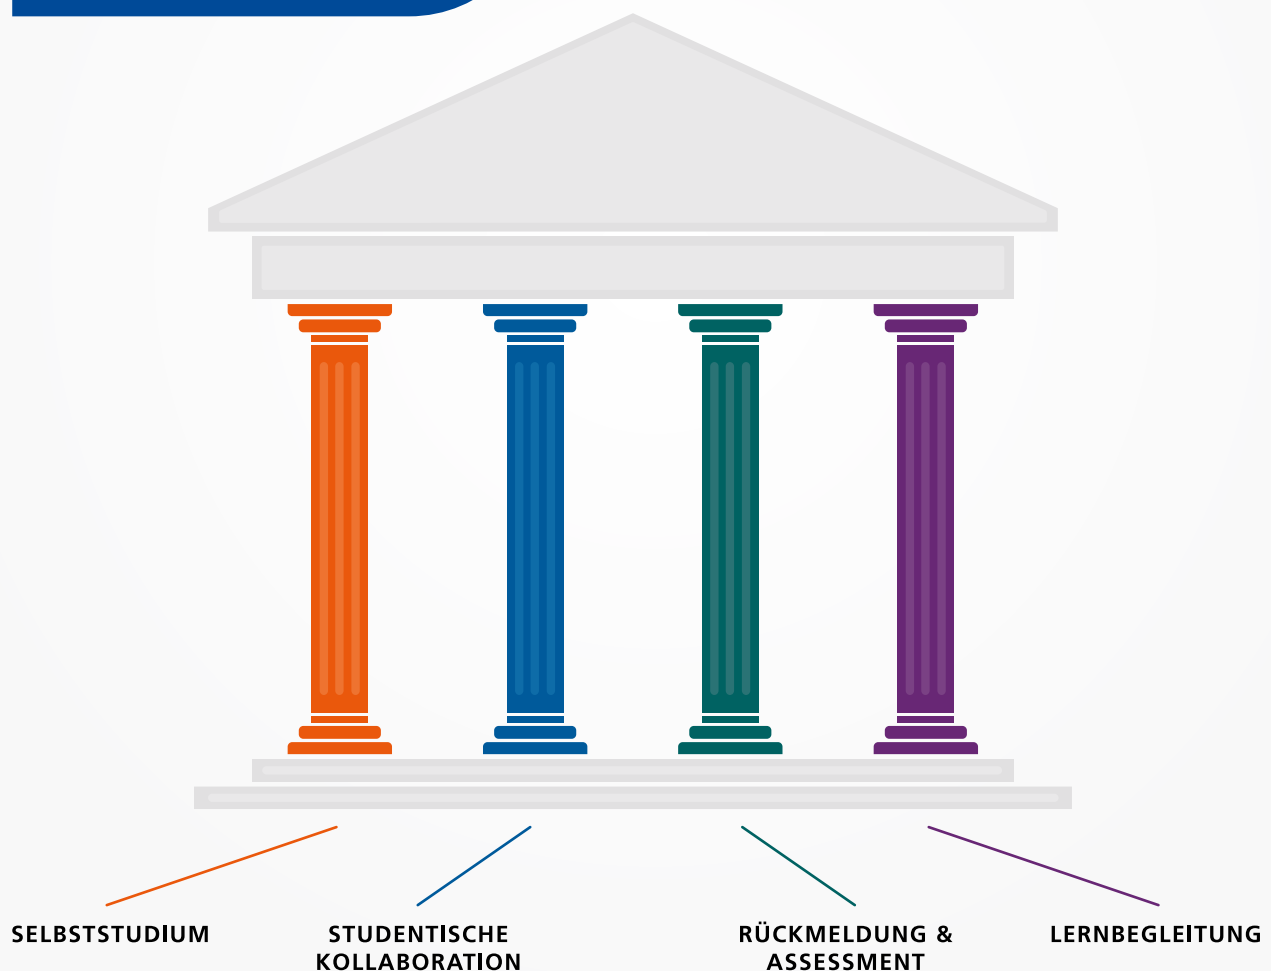 SELBSTSTUDIUM
STUDENTISCHE
KOLLABORATION
RÜCKMELDUNG &
ASSESSMENT
LERNBEGLEITUNG